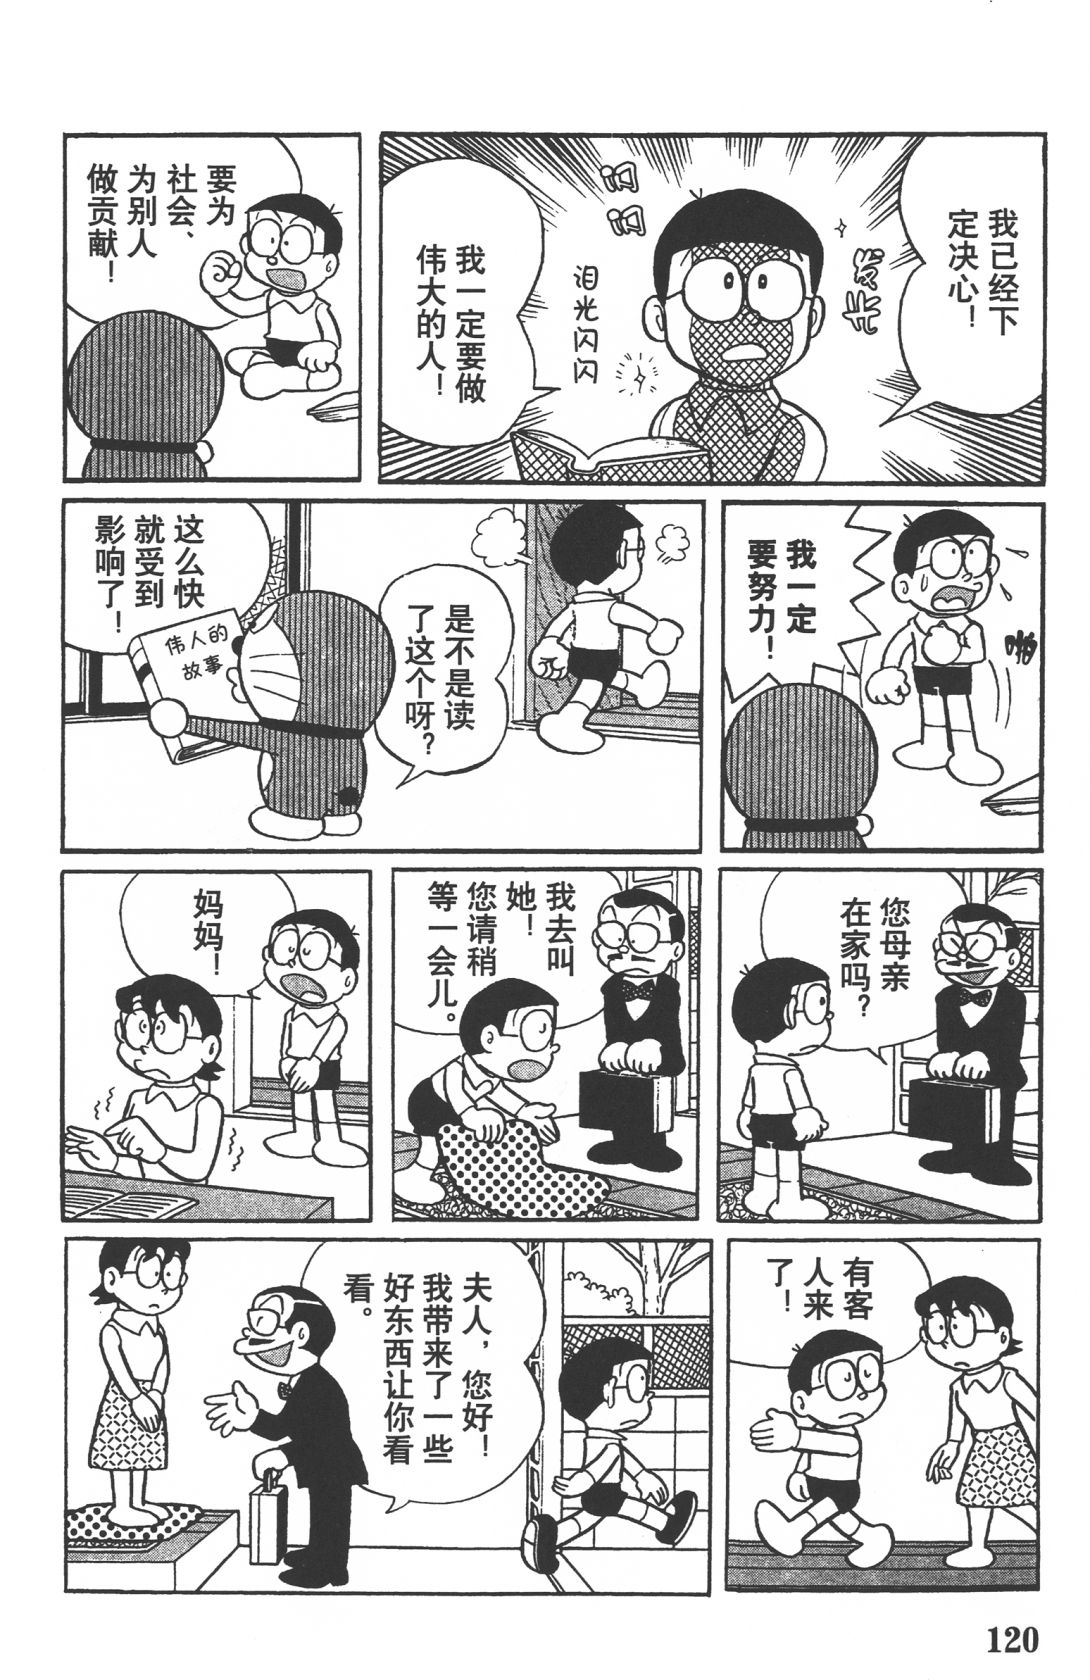 我已经下
定决心！
闪闪
发光
泪光闪闪
我一定要做
伟大的人！
要为
社会、
为别人
做贡献！
我一定
要努力！
啪
是不是读
了这个呀？
伟人的
故事
这么快
就受到
影响了！
您母亲
在家吗？
我去叫
她！
您请稍
等一会儿。
妈
妈！
有客
人来
了！
夫人，您好！
我带来了一些
好东西让你看
看。
120